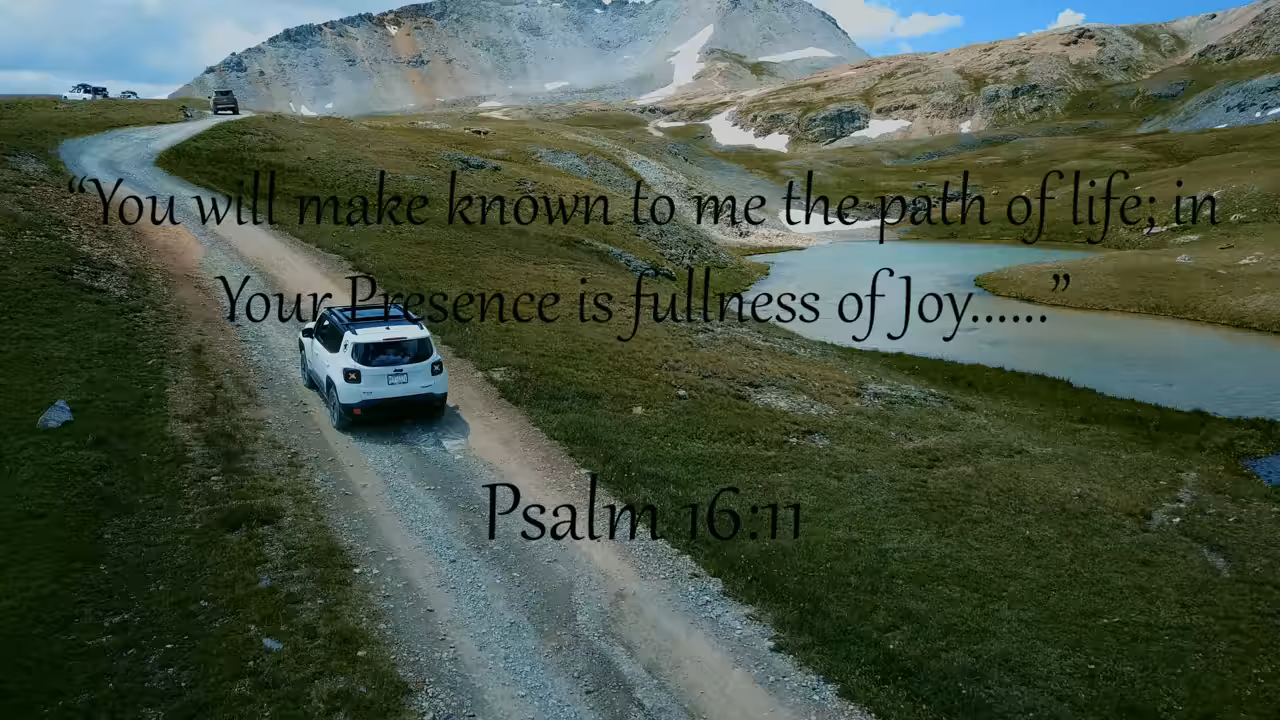 “You will make known to me the path of life; in
Your Presence is fullness of Joy......”
Psalm 16:11